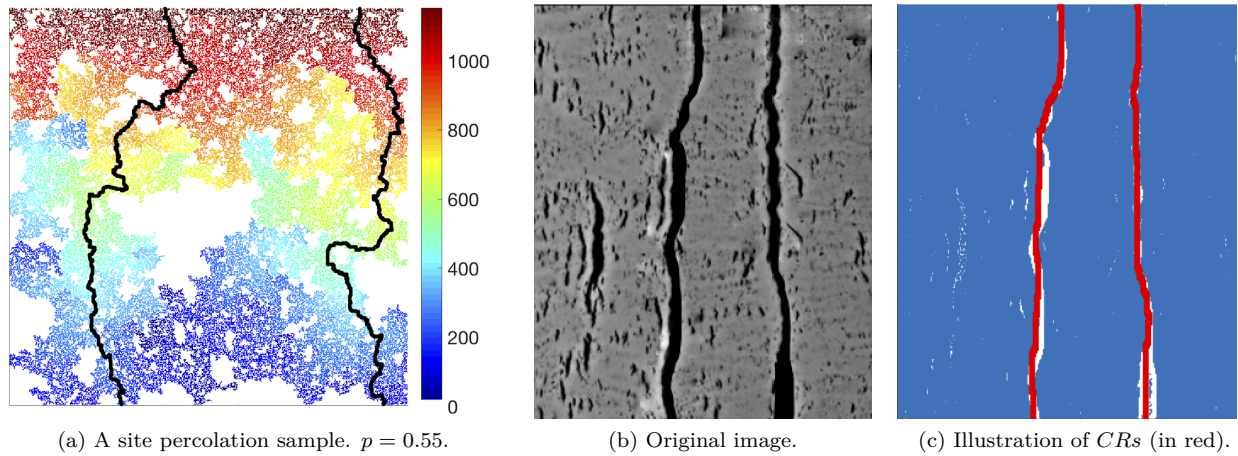 1000
800
600
400
200
0
(a) A site percolation sample. p = 0.55.
(b) Original image.
(c) Illustration of CRs (in red).